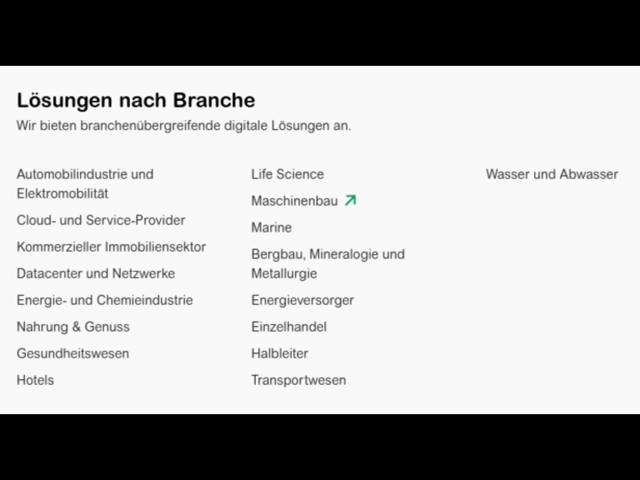 Lösungen nach Branche
Wir bieten branchenübergreifende digitale Lösungen an.
Automobilindustrie und
Elektromobilität
Cloud- und Service-Provider
Kommerzieller Immobiliensektor
Datacenter und Netzwerke
Energie- und Chemieindustrie
Nahrung & Genuss
Gesundheitswesen
Hotels
Life Science
Maschinenbau
Marine
Bergbau, Mineralogie und
Metallurgie
Energieversorger
Einzelhandel
Halbleiter
Transportwesen
Wasser und Abwasser